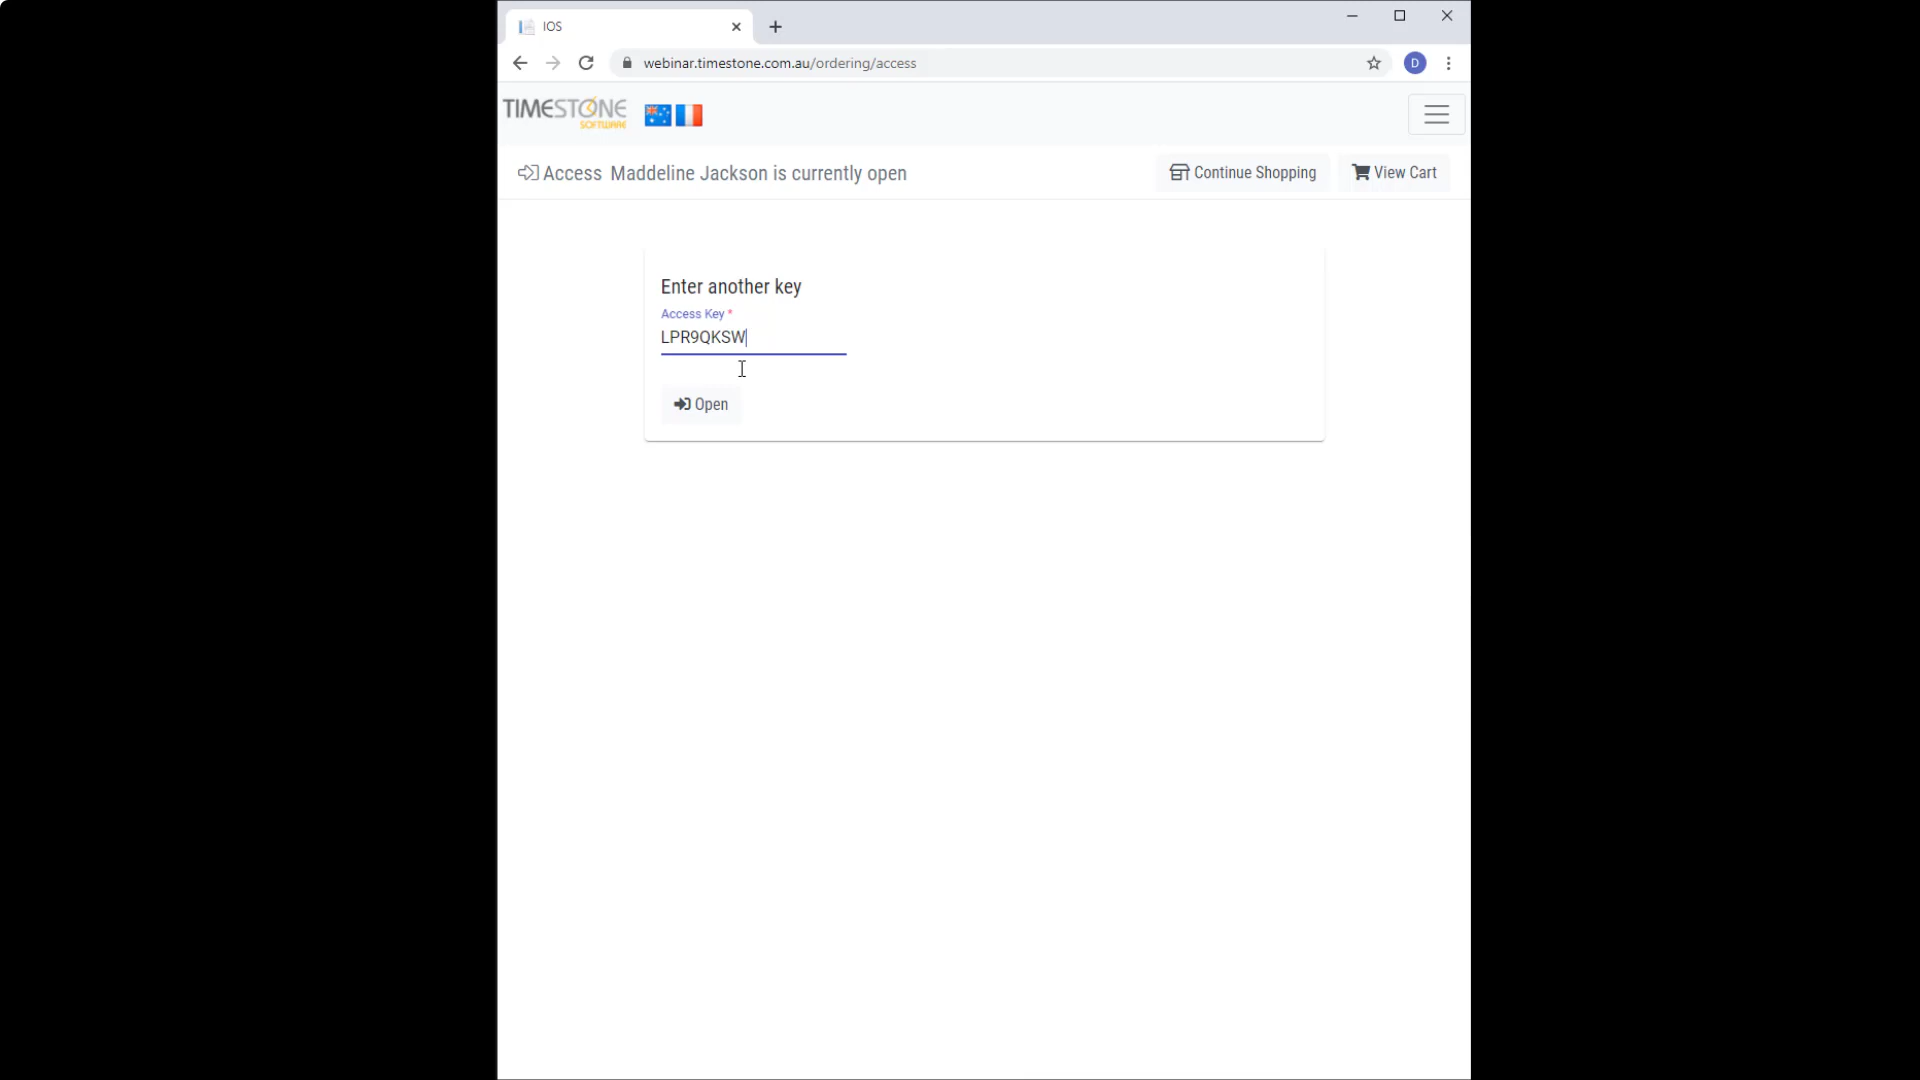 IOS
webinar.timestone.com.au/ordering/access
D
TIMESTONE
SOFTWARE
Access Maddeline Jackson is currently open
Continue Shopping
View Cart
Enter another key
Access Key *
LPR9QKSW
Open